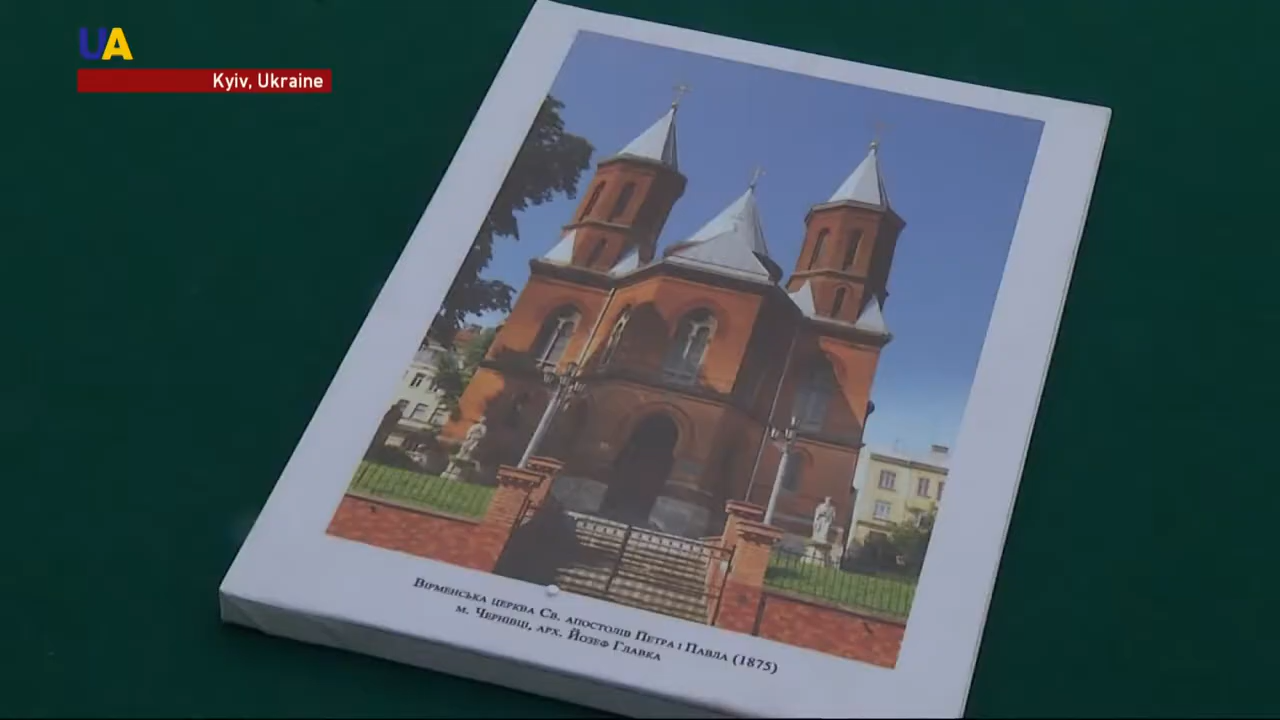 UA
Kyiv, Ukraine
Вірменська церква Св. апостолів Петра і Павла (1875)
м. Чернівці, арх. Йозеф Главка